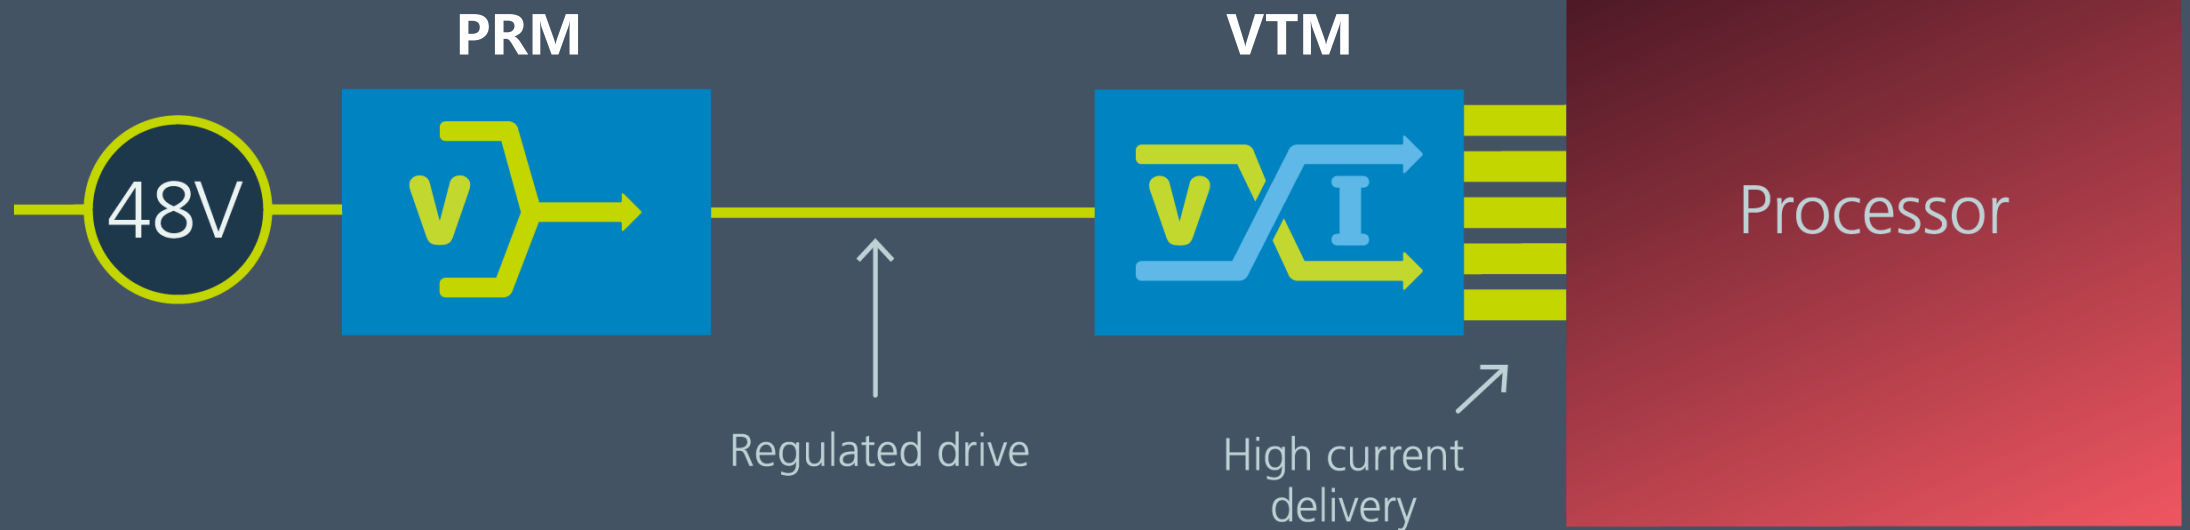 PRM
VTM
48V
V
V
I
Processor
Regulated drive
High current
delivery